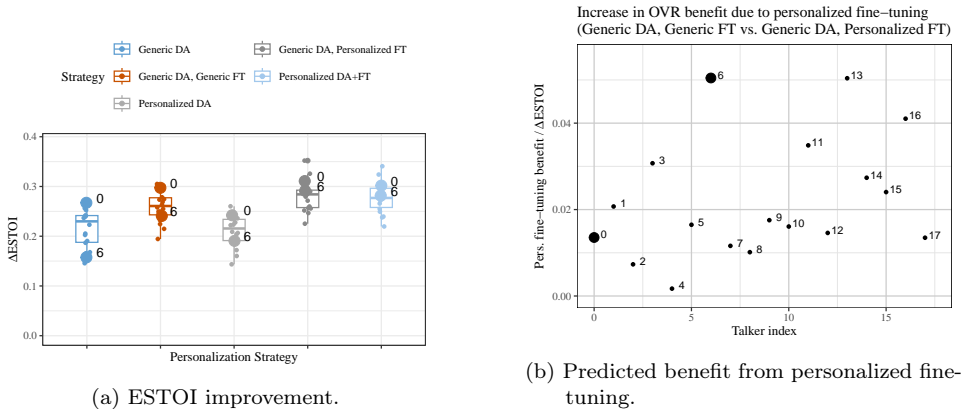 Strategy
Generic DA
Generic DA, Personalized FT
Generic DA, Generic FT
Personalized DA+FT
Personalized DA
ΔESTOI
0.4
0.3
0.2
0.1
0.0
0
6
0
6
0
6
0
6
0
6
Personalization Strategy
(a) ESTOI improvement.
Increase in OVR benefit due to personalized fine−tuning
(Generic DA, Generic FT vs. Generic DA, Personalized FT)
Pers. fine−tuning benefit / ΔESTOI
0.04
0.02
0.00
0
1
2
3
4
5
6
7
8
9
10
11
12
13
14
15
16
17
0
5
10
15
Talker index
(b) Predicted benefit from personalized fine-
tuning.